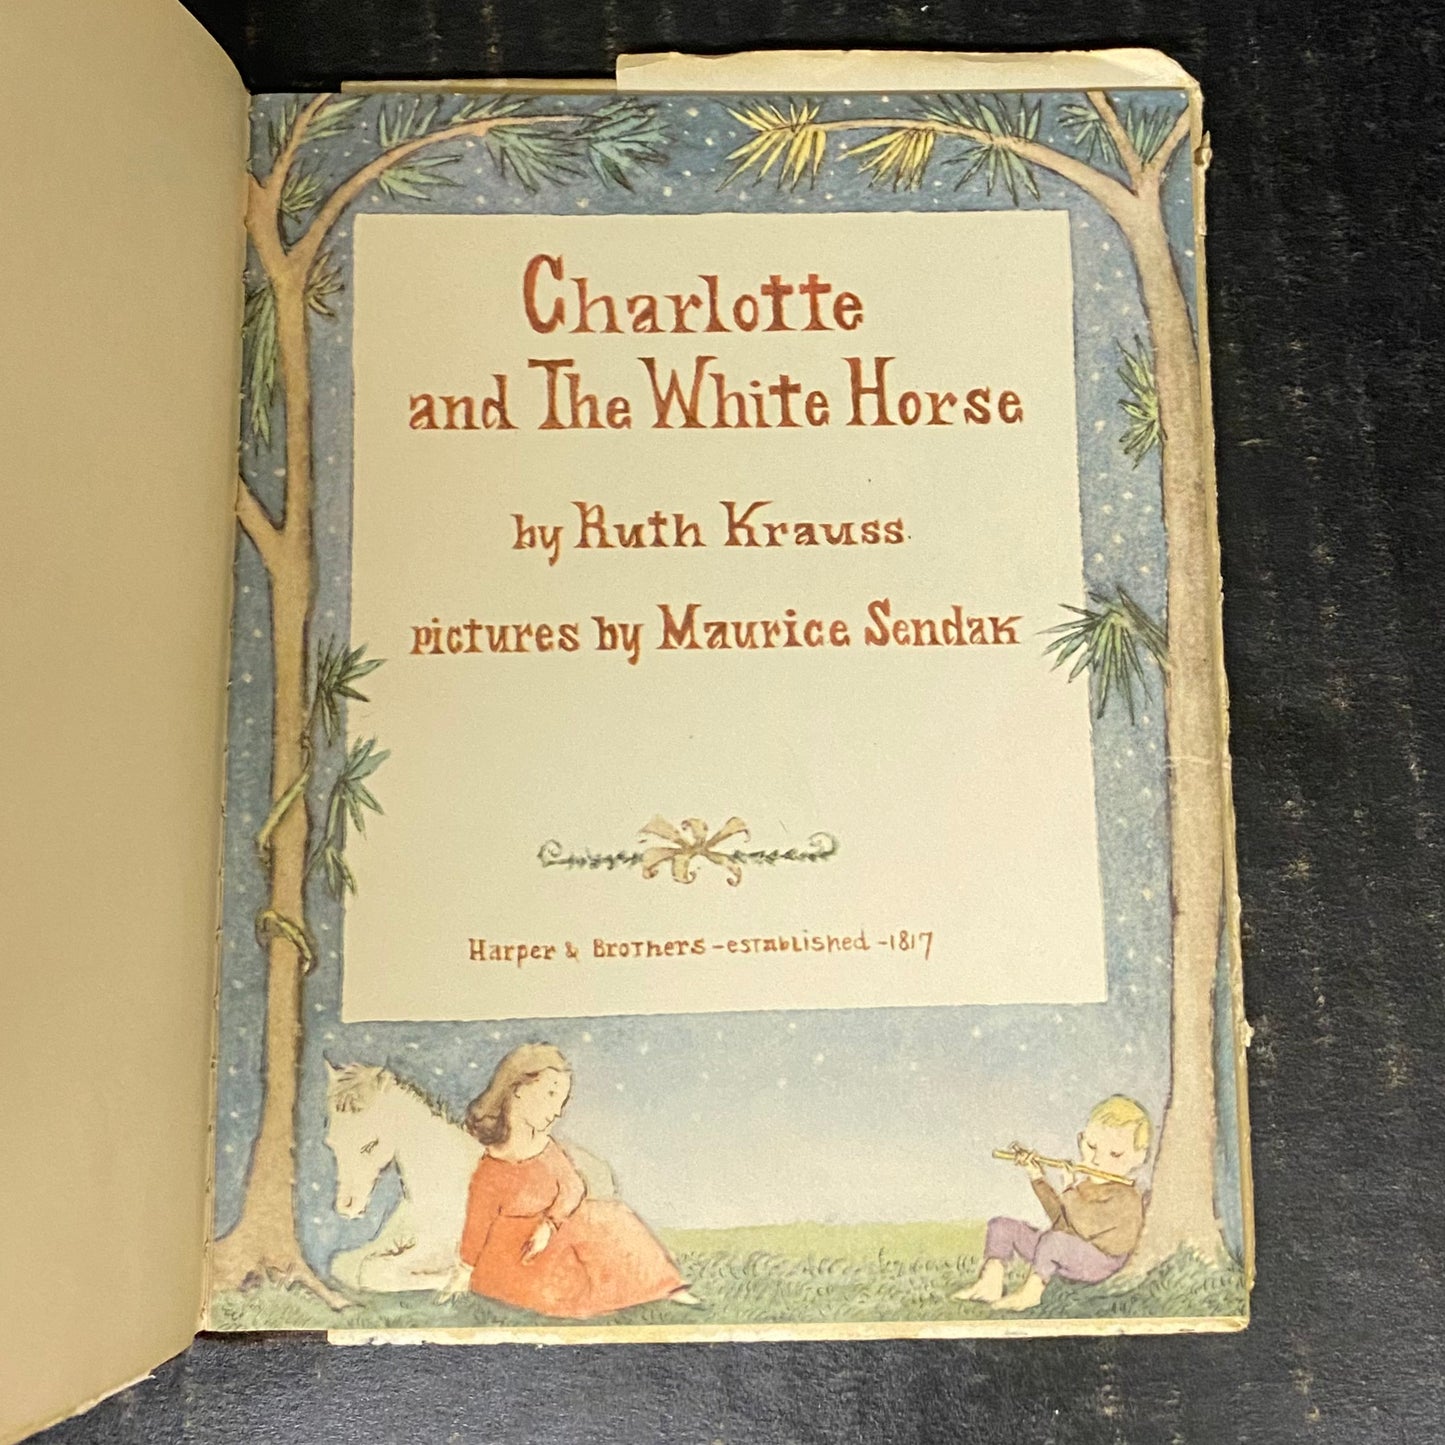 Charlotte
and The White Horse
by Ruth Krauss
pictures by Maurice Sendak
Harper & Brothers - established - 1817